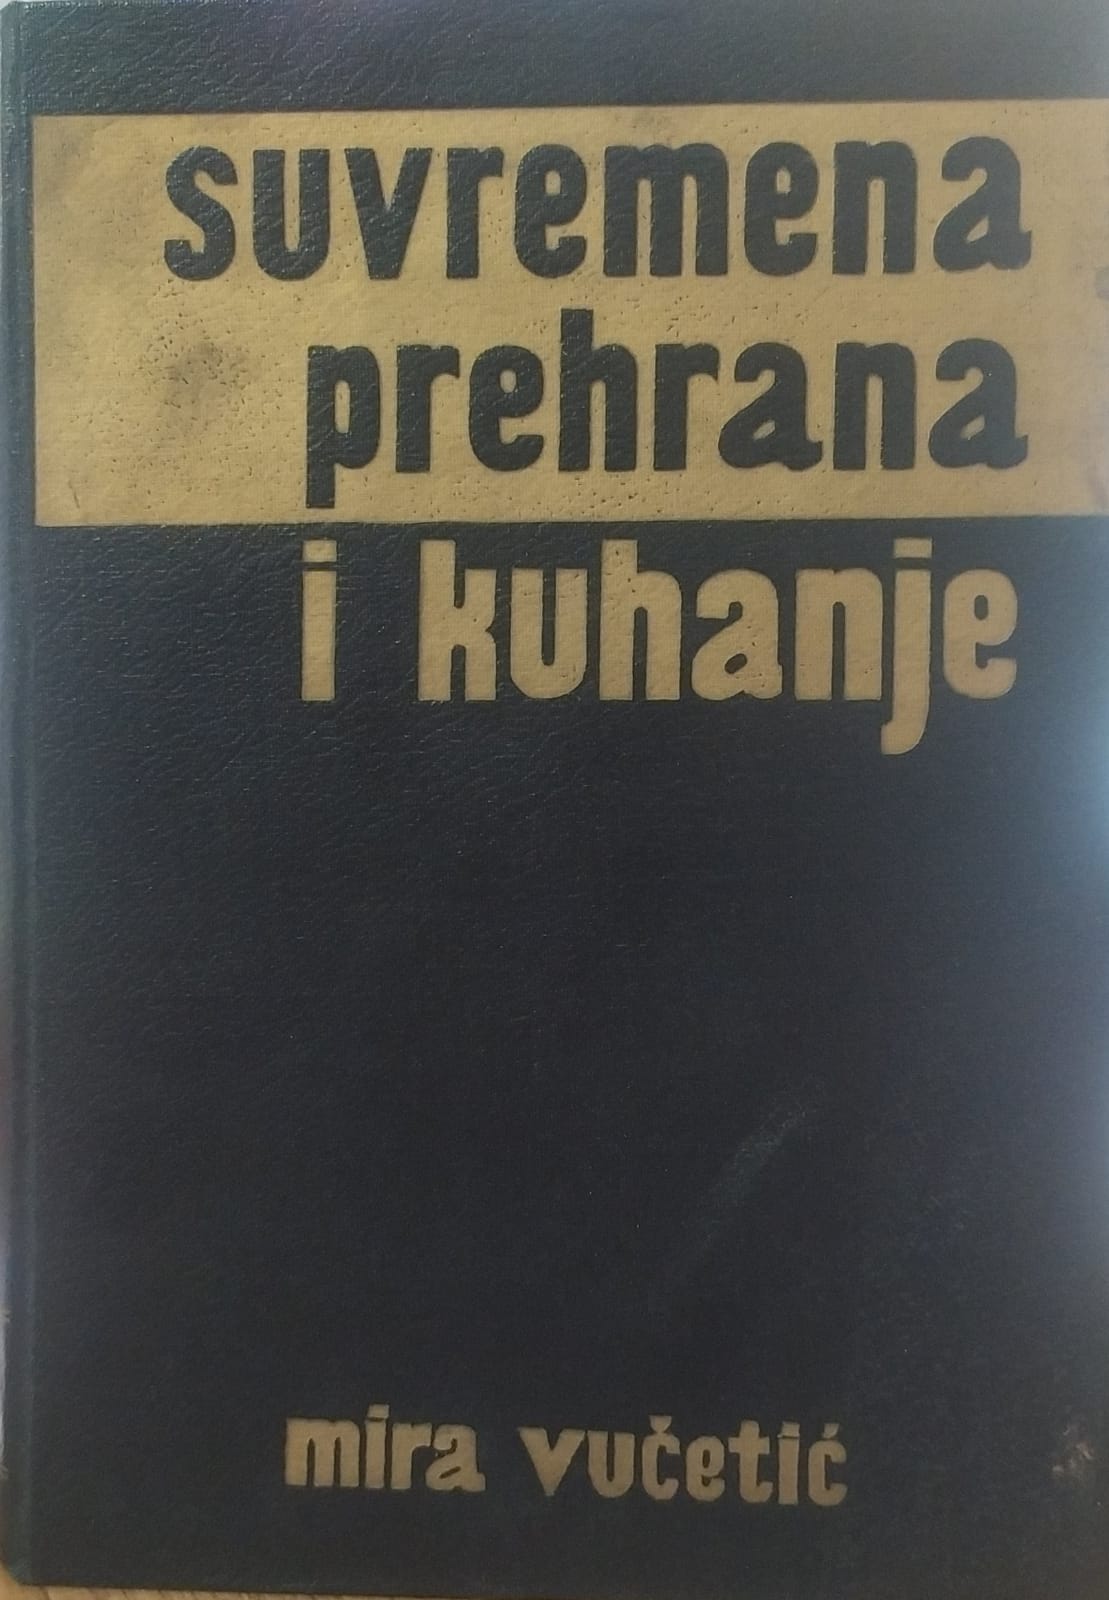 suvremena
prehrana
i kuhanje
mira vučetić